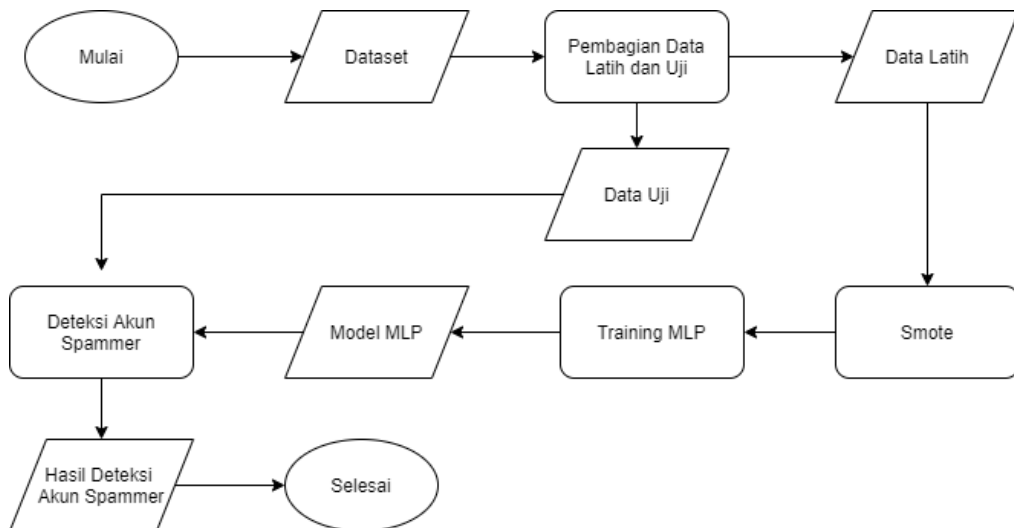 Mulai
Dataset
Pembagian Data
Latih dan Uji
Data Latih
Data Uji
Deteksi Akun
Spammer
Model MLP
Training MLP
Smote
Hasil Deteksi
Akun Spammer
Selesai